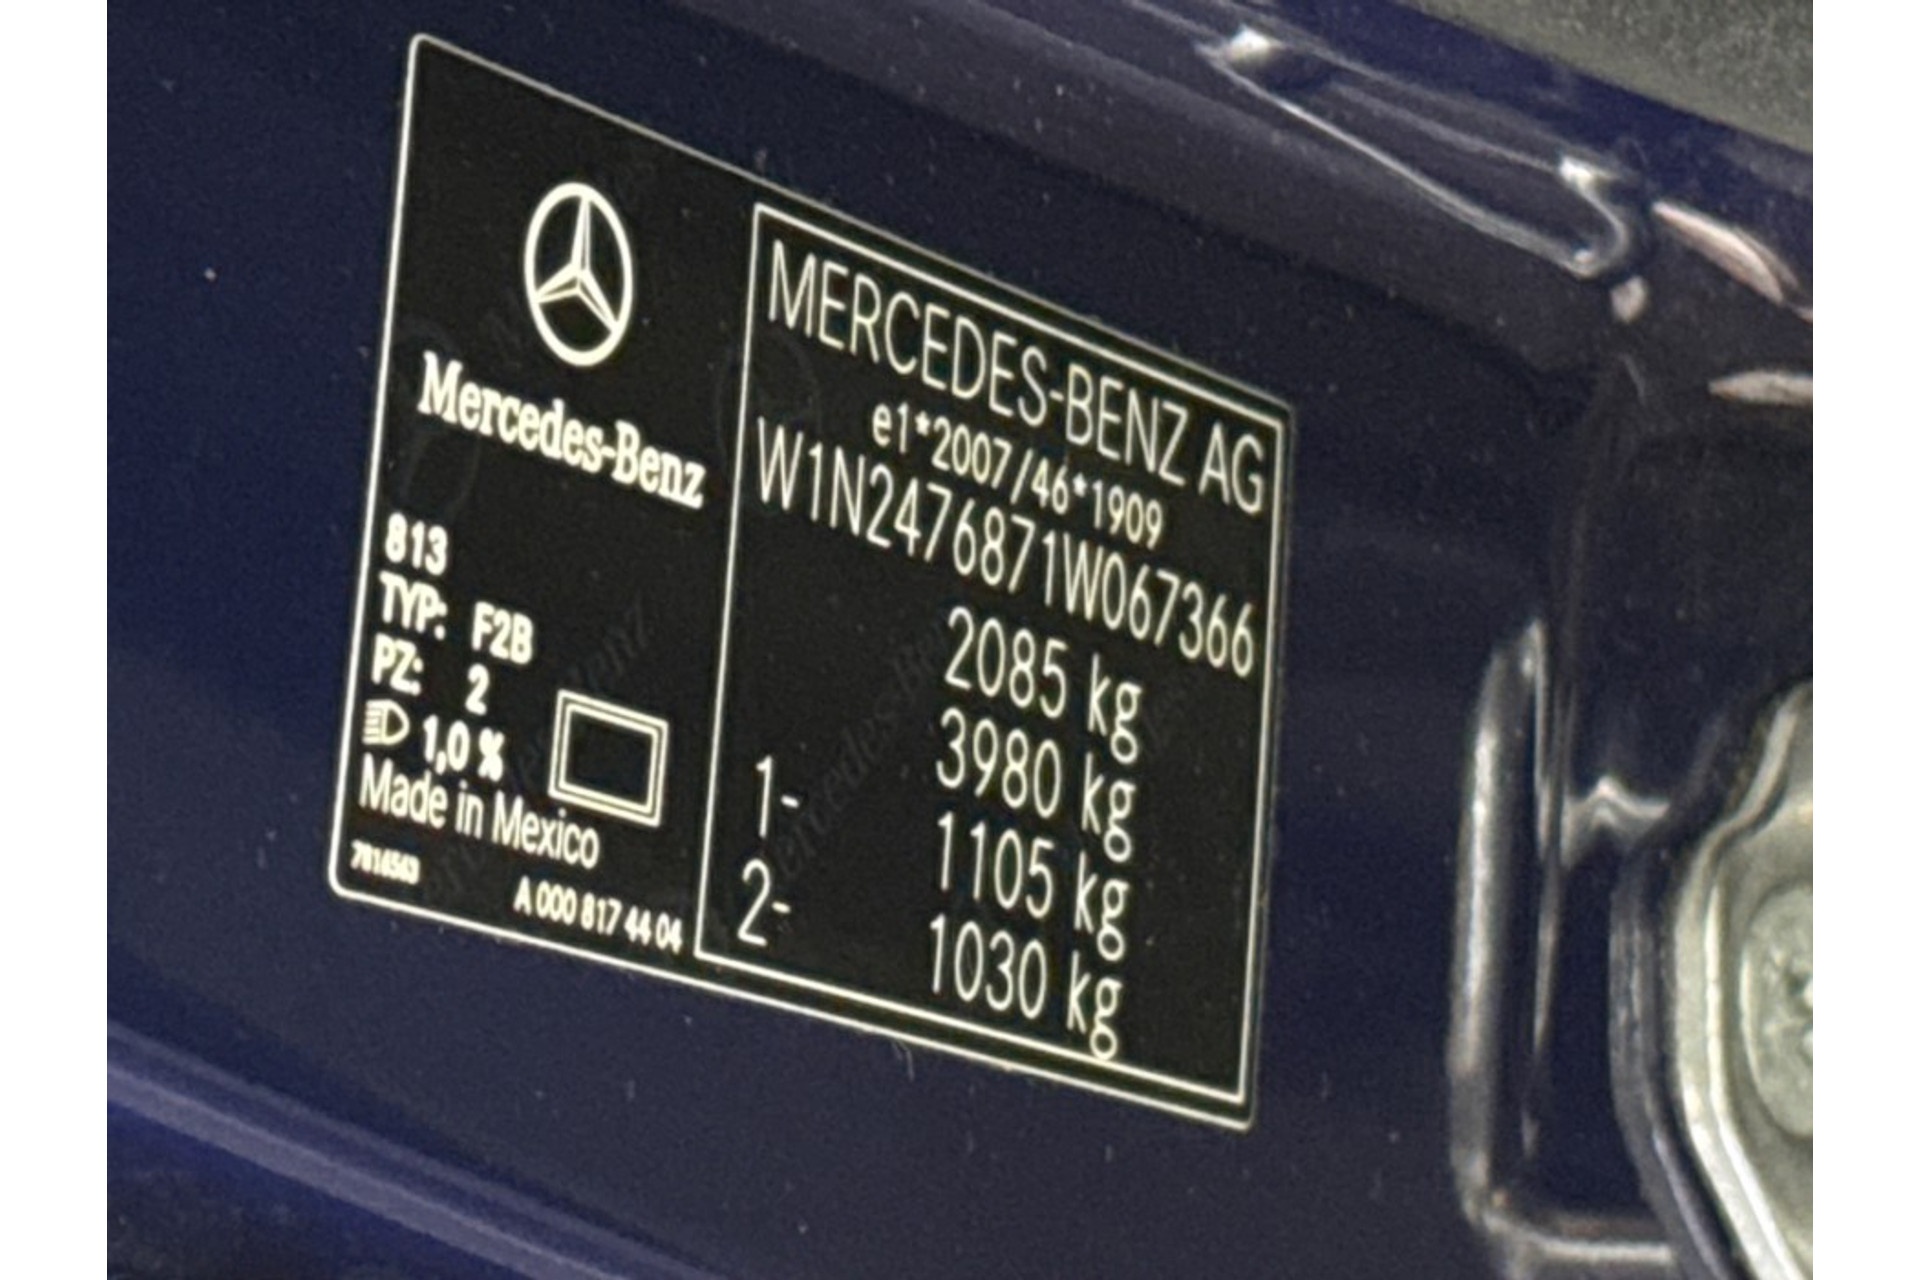 Mercedes-Benz
813
TYP: F2B
PZ: 2
1,0 %
Made in Mexico
7016563
A 000 817 44 04
MERCEDES-BENZ AG
e1*2007/46*1909
W1N2476871W067366
2085 kg
3980 kg
1- 1105 kg
2- 1030 kg